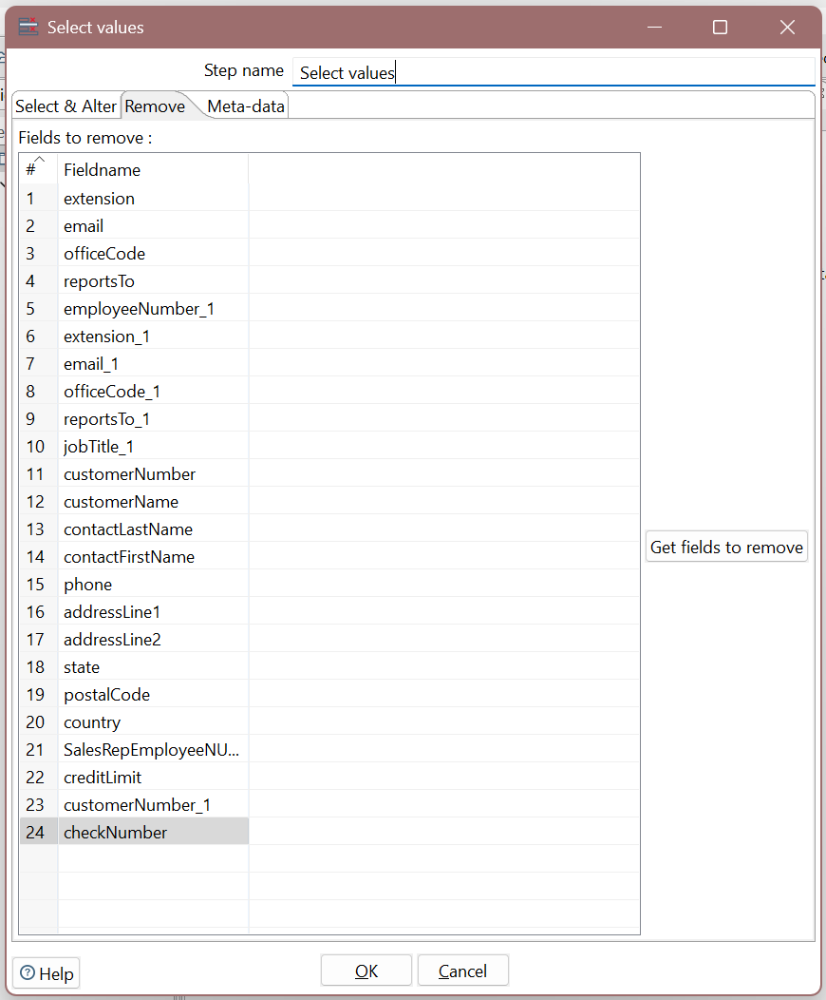 Select values
Step name Select values
Select & Alter Remove Meta-data
Fields to remove :
# Fieldname
1 extension
2 email
3 officeCode
4 reportsTo
5 employeeNumber_1
6 extension_1
7 email_1
8 officeCode_1
9 reportsTo_1
10 jobTitle_1
11 customerNumber
12 customerName
13 contactLastName
14 contactFirstName
Get fields to remove
15 phone
16 addressLine1
17 addressLine2
18 state
19 postalCode
20 country
21 SalesRepEmployeeNU...
22 creditLimit
23 customerNumber_1
24 checkNumber
Help OK Cancel